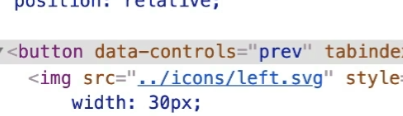 position: relative;
▼<button data-controls="prev" tabinde
<img src="../icons/left.svg" style=
width: 30px;